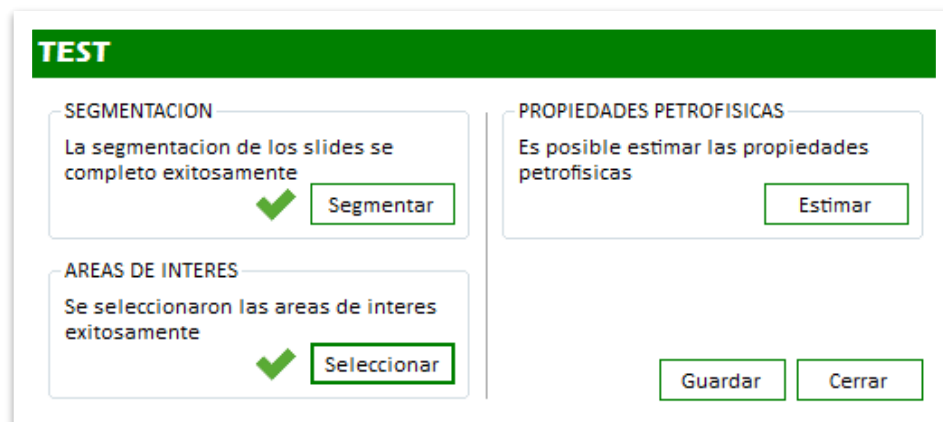 TEST
SEGMENTACION
La segmentacion de los slides se
completo exitosamente
Segmentar
AREAS DE INTERES
Se seleccionaron las areas de interes
exitosamente
Seleccionar
PROPIEDADES PETROFISICAS
Es posible estimar las propiedades
petrofisicas
Estimar
Guardar
Cerrar